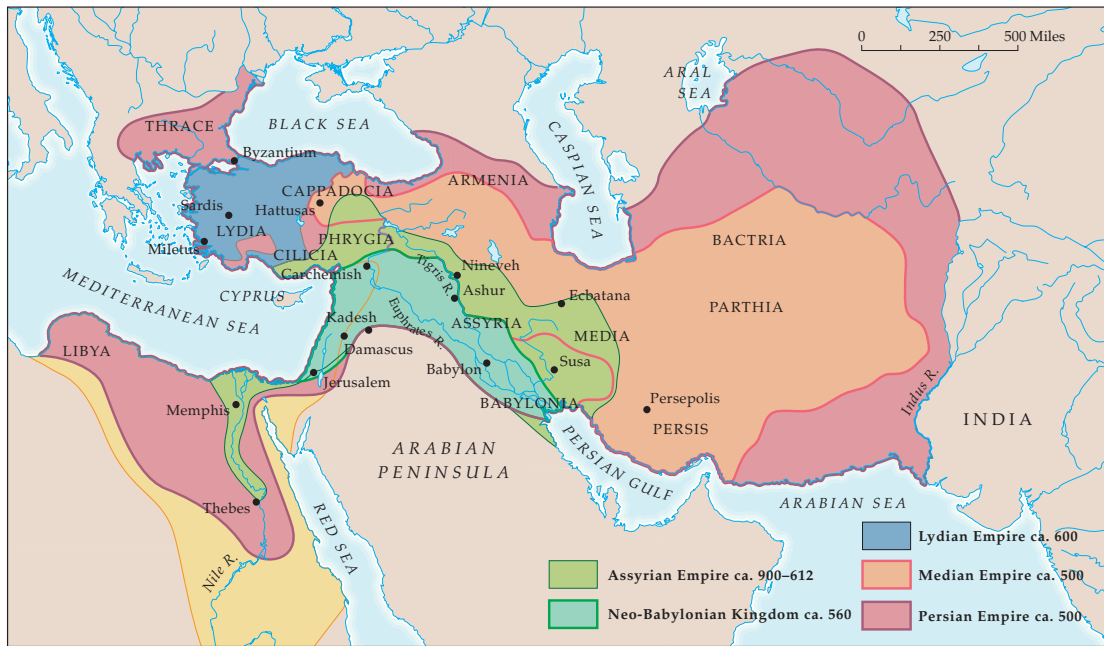 0 250 500 Miles
ARAL
SEA
BLACK SEA
CASPIAN SEA
THRACE
Byzantium
CAPPADOCIA
ARMENIA
Hattusas
Sardis
LYDIA
Miletus
PHRYGIA
CILICIA
Carchemish
Tigris R.
Nineveh
Ashur
BACTRIA
MEDITERRANEAN SEA
CYPRUS
Ecbatana
PARTHIA
Kadesh
Euphrates R.
ASSYRIA
MEDIA
LIBYA
Damascus
Babylon
Susa
Jerusalem
Indus R.
Memphis
BABYLONIA
Persepolis
PERSIS
INDIA
ARABIAN
PENINSULA
PERSIAN GULF
Thebes
RED SEA
ARABIAN SEA
Nile R.
Lydian Empire ca. 600
Assyrian Empire ca. 900–612
Median Empire ca. 500
Neo-Babylonian Kingdom ca. 560
Persian Empire ca. 500